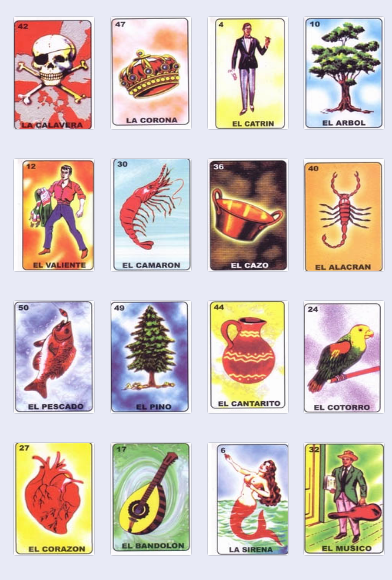 42
LA CALAVERA
47
LA CORONA
4
EL CATRIN
10
EL ARBOL
12
EL VALIENTE
30
EL CAMARON
36
EL CAZO
40
EL ALACRAN
50
EL PESCADO
49
EL PINO
44
EL CANTARITO
24
EL COTORRO
27
EL CORAZON
17
EL BANDOLON
6
LA SIRENA
32
EL MUSICO